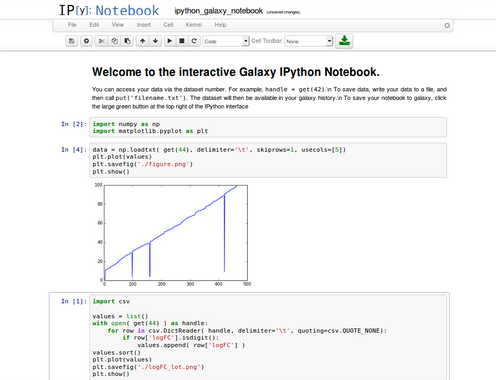 IP[y]: Notebook ipython_galaxy_notebook (unsaved changes)
File Edit View Insert Cell Kernel Help
Code Cell Toolbar: None
Welcome to the interactive Galaxy IPython Notebook.
You can access your data via the dataset number. For example, handle = get(42).\n To save data, write your data to a file, and
then call put('filename.txt'). The dataset will then be available in your galaxy history.\n To save your notebook to galaxy, click
the large green button at the top right of the IPython interface
In [2]: import numpy as np
import matplotlib.pyplot as plt
In [4]: data = np.loadtxt( get(44), delimiter='\t', skiprows=1, usecols=[5])
plt.plot(values)
plt.savefig('./figure.png')
plt.show()
100
80
60
40
20
0
0 100 200 300 400 500
In [1]: import csv
values = list()
with open( get(44) ) as handle:
for row in csv.DictReader( handle, delimiter='\t', quoting=csv.QUOTE_NONE):
if row['logFC'].isdigit():
values.append( row['logFC'] )
values.sort()
plt.plot(values)
plt.savefig('./logFC_lot.png')
plt.show()